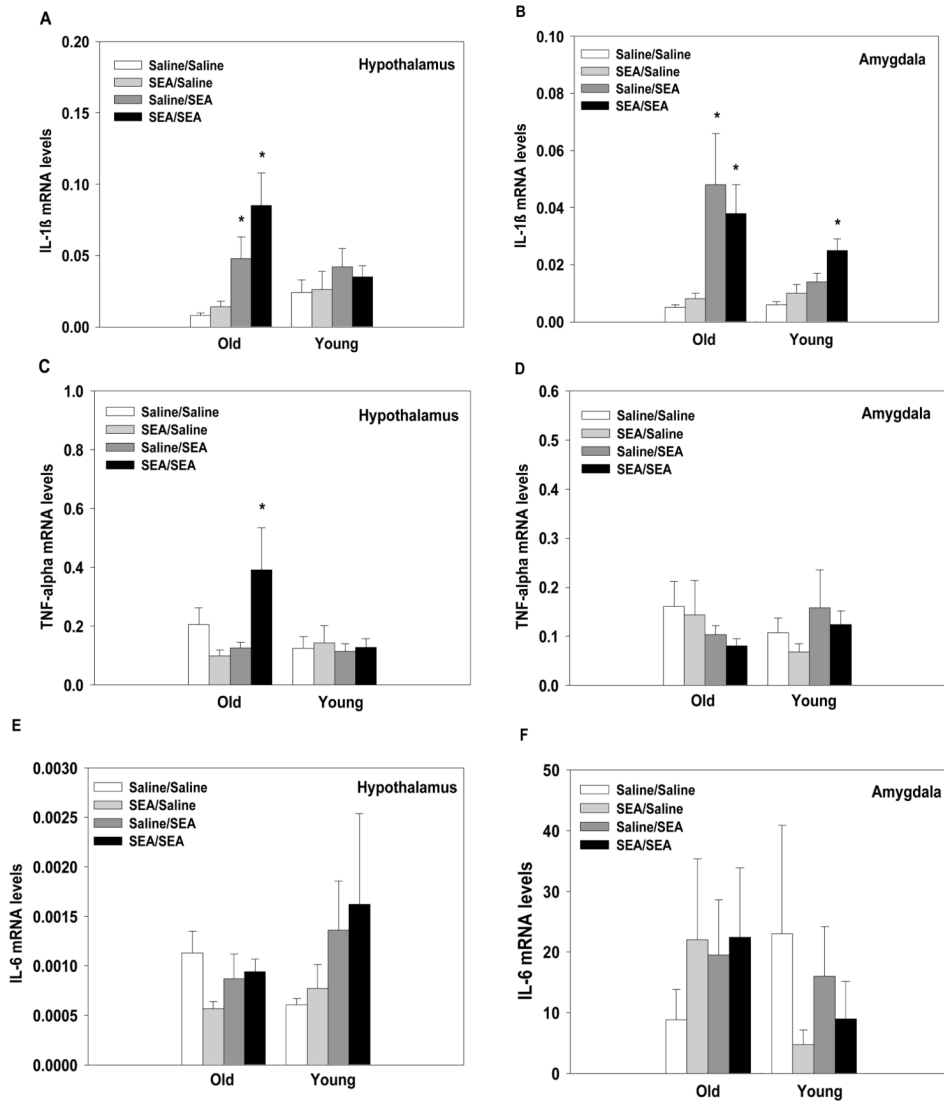 A
0.20
0.15
0.10
0.05
0.00
IL-1ß mRNA levels
Saline/Saline
SEA/Saline
Saline/SEA
SEA/SEA
Hypothalamus
*
*
Old
Young
B
0.10
0.08
0.06
0.04
0.02
0.00
IL-1ß mRNA levels
Saline/Saline
SEA/Saline
Saline/SEA
SEA/SEA
Amygdala
*
*
*
Old
Young
C
1.0
0.8
0.6
0.4
0.2
0.0
TNF-alpha mRNA levels
Saline/Saline
SEA/Saline
Saline/SEA
SEA/SEA
Hypothalamus
*
Old
Young
D
0.6
0.5
0.4
0.3
0.2
0.1
0.0
TNF-alpha mRNA levels
Saline/Saline
SEA/Saline
Saline/SEA
SEA/SEA
Amygdala
Old
Young
E
0.0030
0.0025
0.0020
0.0015
0.0010
0.0005
0.0000
IL-6 mRNA levels
Saline/Saline
SEA/Saline
Saline/SEA
SEA/SEA
Hypothalamus
Old
Young
F
50
40
30
20
10
0
IL-6 mRNA levels
Saline/Saline
SEA/Saline
Saline/SEA
SEA/SEA
Amygdala
Old
Young